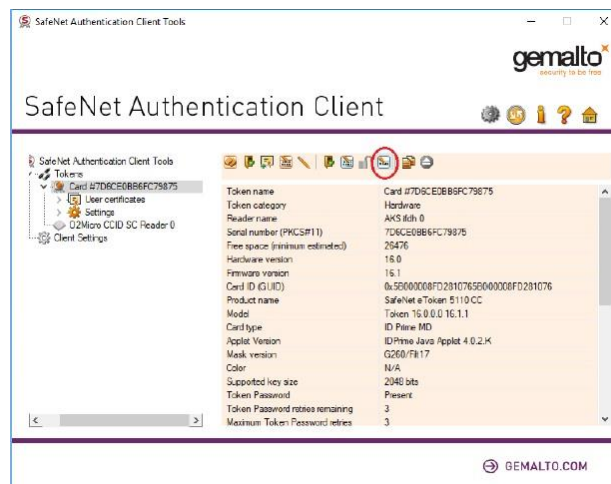 SafeNet Authentication Client Tools
gemalto
security to be free
SafeNet Authentication Client
SafeNet Authentication Client Tools
Tokens
Card #7D6CE0BB6FC79875
User certificates
Settings
O2Micro CCID SC Reader 0
Client Settings
Token name Card #7D6CE0BB6FC79875
Token category Hardware
Reader name AKS ifdh 0
Serial number (PKCS#11) 7D6CE0BB6FC79875
Free space (minimum estimated) 26476
Hardware version 16.0
Firmware version 16.1
Card ID (GUID) 0x5B000008FD2810765B000008FD281076
Product name SafeNet eToken 5110 CC
Model Token 16.0.0.0 16.1.1
Card type ID Prime MD
Applet Version IDPrime Java Applet 4.0.2.K
Mask version G260/Filt17
Color N/A
Supported key size 2048 bits
Token Password Present
Token Password retries remaining 3
Maximum Token Password retries 3
GEMALTO.COM